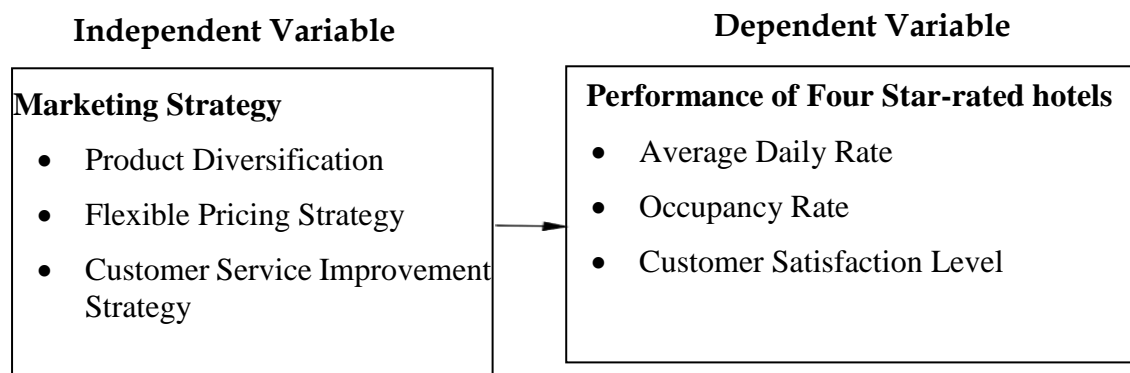 Independent Variable
Marketing Strategy
• Product Diversification
• Flexible Pricing Strategy
• Customer Service Improvement
Strategy
Dependent Variable
Performance of Four Star-rated hotels
• Average Daily Rate
• Occupancy Rate
• Customer Satisfaction Level